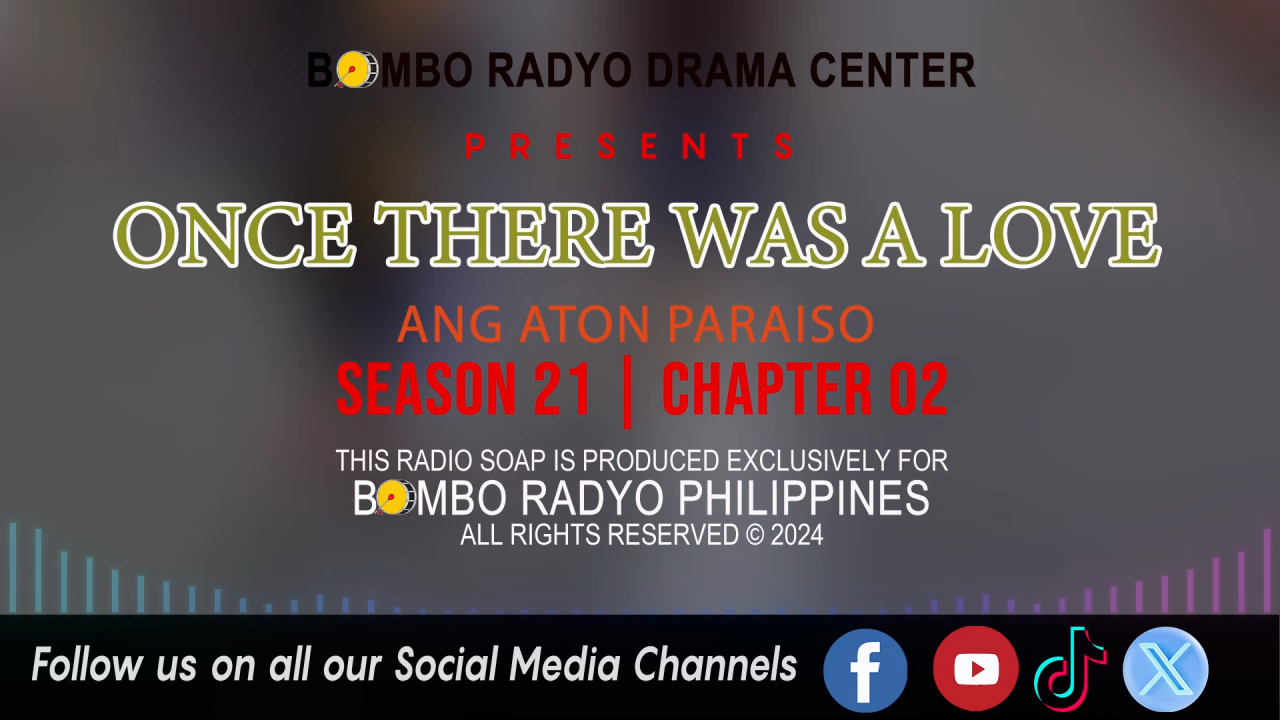 BOMBO RADYO DRAMA CENTER
PRESENTS
ONCE THERE WAS A LOVE
ANG ATON PARAISO
SEASON 21 | CHAPTER 02
THIS RADIO SOAP IS PRODUCED EXCLUSIVELY FOR
BOMBO RADYO PHILIPPINES
ALL RIGHTS RESERVED © 2024
Follow us on all our Social Media Channels